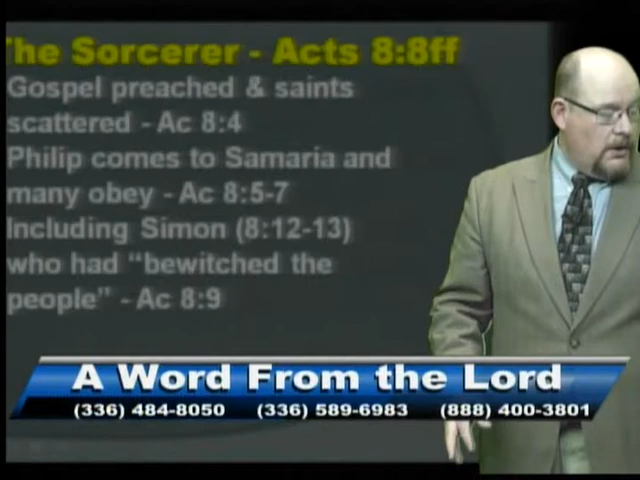 The Sorcerer - Acts 8:8ff
Gospel preached & saints
scattered - Ac 8:4
Philip comes to Samaria and
many obey - Ac 8:5-7
Including Simon (8:12-13)
who had “bewitched the
people” - Ac 8:9
A Word From the Lord
(336) 484-8050 (336) 589-6983 (888) 400-3801